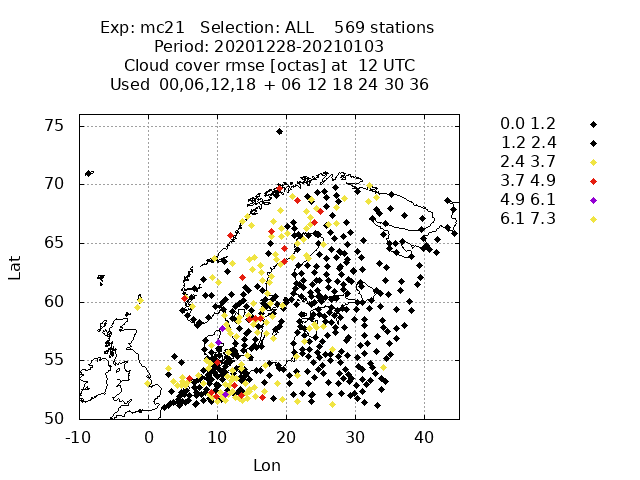 Exp: mc21 Selection: ALL 569 stations
Period: 20201228-20210103
Cloud cover rmse [octas] at 12 UTC
Used 00,06,12,18 + 06 12 18 24 30 36
75
70
65
60
55
50
Lat
-10 0 10 20 30 40
Lon
0.0 1.2
1.2 2.4
2.4 3.7
3.7 4.9
4.9 6.1
6.1 7.3